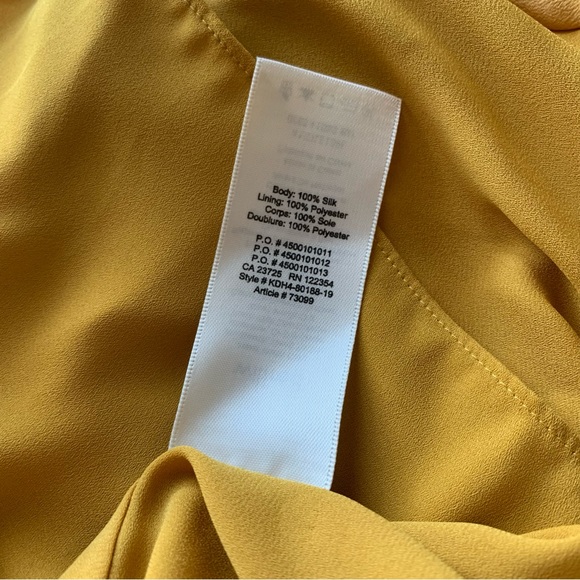 Body: 100% Silk
Lining: 100% Polyester
Corps: 100% Soie
Doublure: 100% Polyester
P.O. # 4500101011
P.O. # 4500101012
P.O. # 4500101013
CA 23725 RN 122354
Style # KDH4-80188-19
Article # 73099